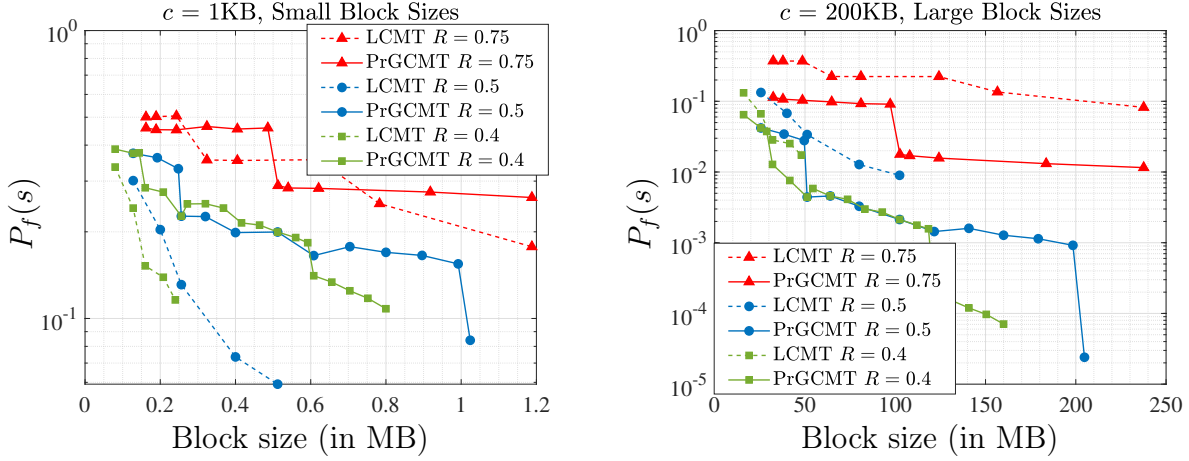 c = 1KB, Small Block Sizes
10^0
10^{-1}
P_f(s)
LCMT R = 0.75
PrGCMT R = 0.75
LCMT R = 0.5
PrGCMT R = 0.5
LCMT R = 0.4
PrGCMT R = 0.4
0 0.2 0.4 0.6 0.8 1 1.2
Block size (in MB)
c = 200KB, Large Block Sizes
10^0
10^{-1}
10^{-2}
10^{-3}
10^{-4}
10^{-5}
P_f(s)
LCMT R = 0.75
PrGCMT R = 0.75
LCMT R = 0.5
PrGCMT R = 0.5
LCMT R = 0.4
PrGCMT R = 0.4
0 50 100 150 200 250
Block size (in MB)